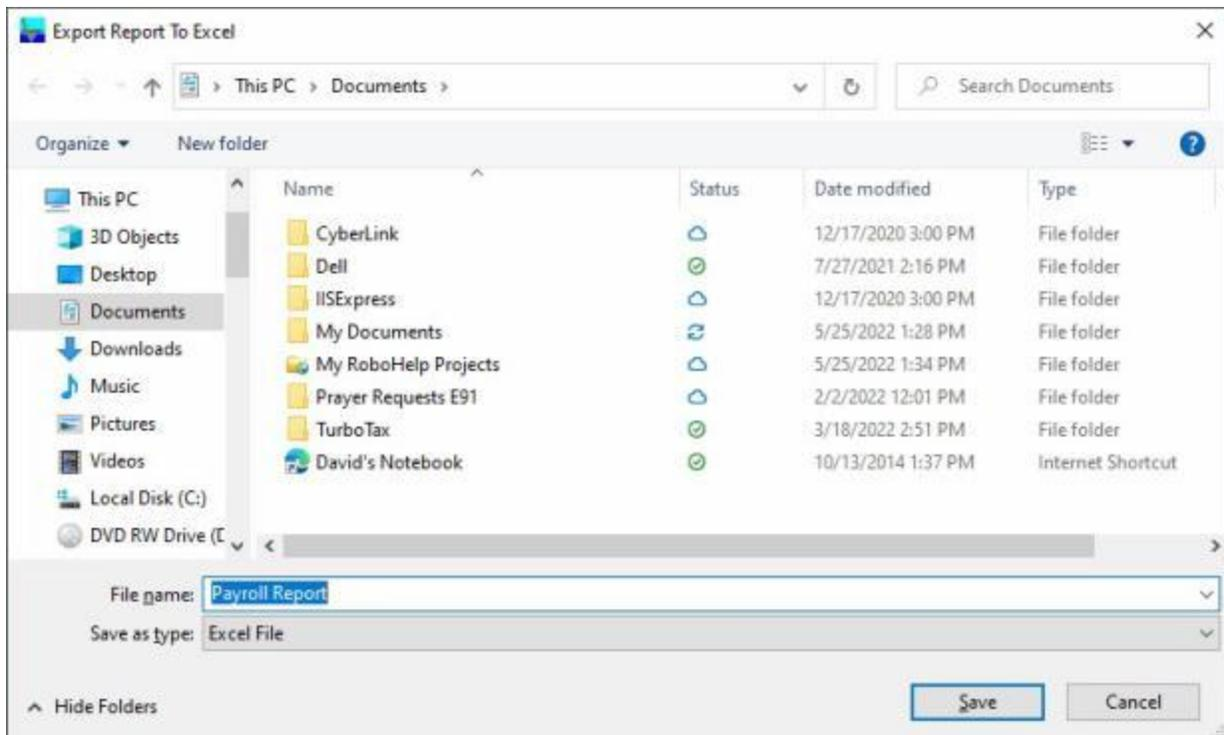 Export Report To Excel
This PC > Documents >
Search Documents
Organize
New folder
Name Status Date modified Type
This PC
3D Objects
Desktop
Documents
Downloads
Music
Pictures
Videos
Local Disk (C:)
DVD RW Drive (D
CyberLink 12/17/2020 3:00 PM File folder
Dell 7/27/2021 2:16 PM File folder
IISExpress 12/17/2020 3:00 PM File folder
My Documents 5/25/2022 1:28 PM File folder
My RoboHelp Projects 5/25/2022 1:34 PM File folder
Prayer Requests E91 2/2/2022 12:01 PM File folder
TurboTax 3/18/2022 2:51 PM File folder
David's Notebook 10/13/2014 1:37 PM Internet Shortcut
File name: Payroll Report
Save as type: Excel File
Hide Folders
Save
Cancel